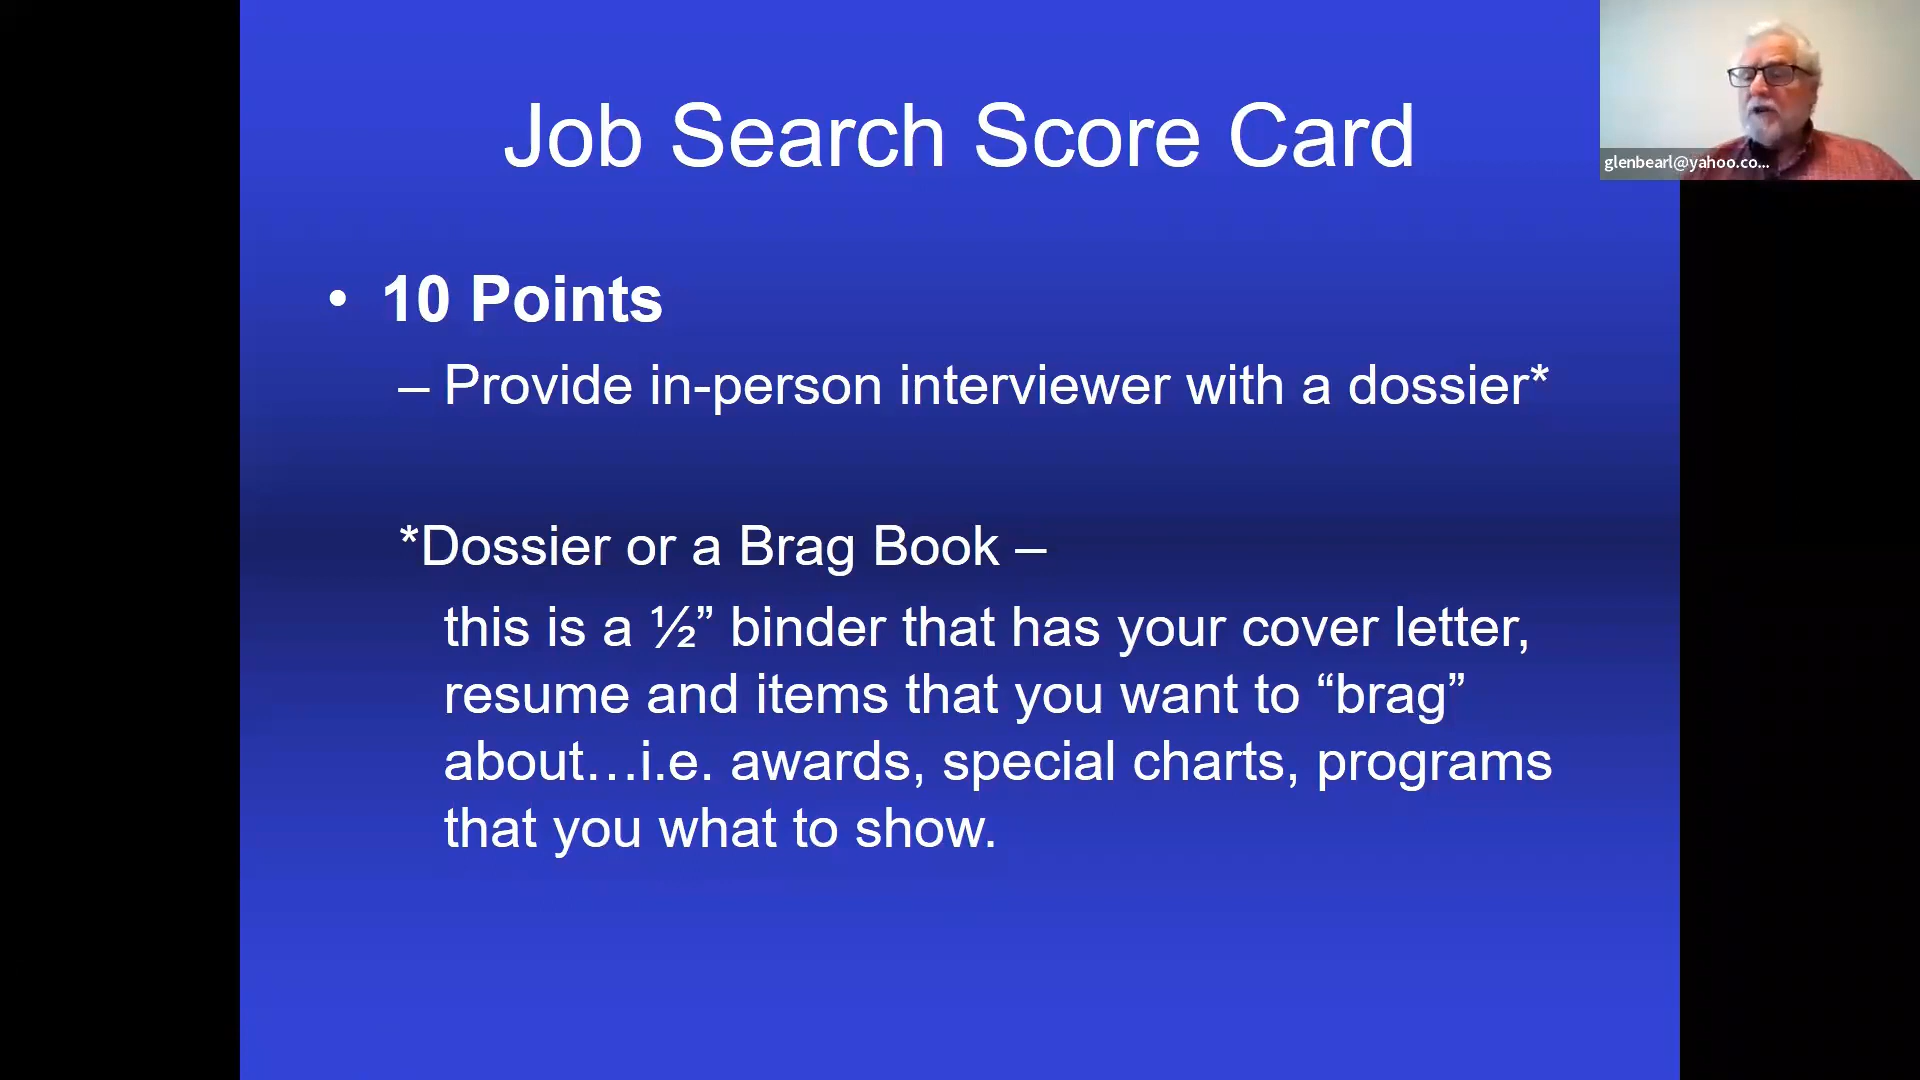 Job Search Score Card
glenbearl@yahoo.co...
• 10 Points
– Provide in-person interviewer with a dossier*
*Dossier or a Brag Book –
this is a ½” binder that has your cover letter,
resume and items that you want to “brag”
about…i.e. awards, special charts, programs
that you what to show.